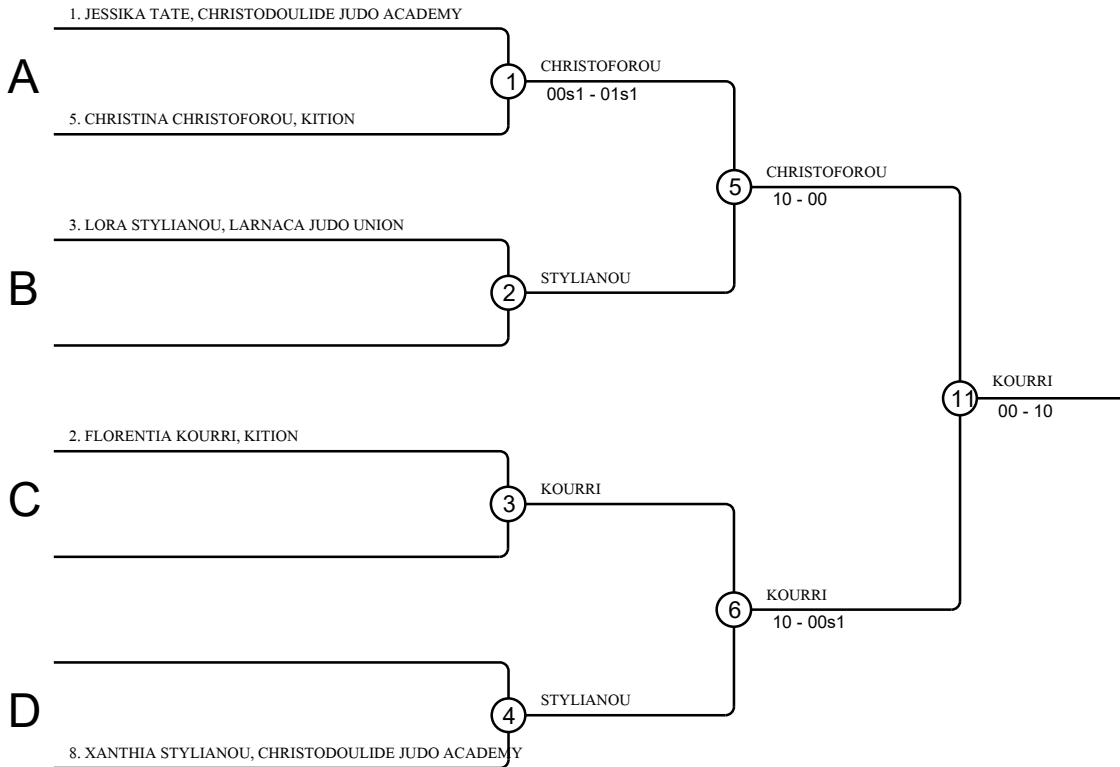 1. JESSIKA TATE, CHRISTODOULIDE JUDO ACADEMY
A
1
CHRISTOFOROU
00s1 - 01s1
5. CHRISTINA CHRISTOFOROU, KITION
5
CHRISTOFOROU
10 - 00
3. LORA STYLIANOU, LARNACA JUDO UNION
B
2
STYLIANOU
11
KOURRI
00 - 10
2. FLORENTIA KOURRI, KITION
C
3
KOURRI
6
KOURRI
10 - 00s1
D
4
STYLIANOU
8. XANTHIA STYLIANOU, CHRISTODOULIDE JUDO ACADEMY